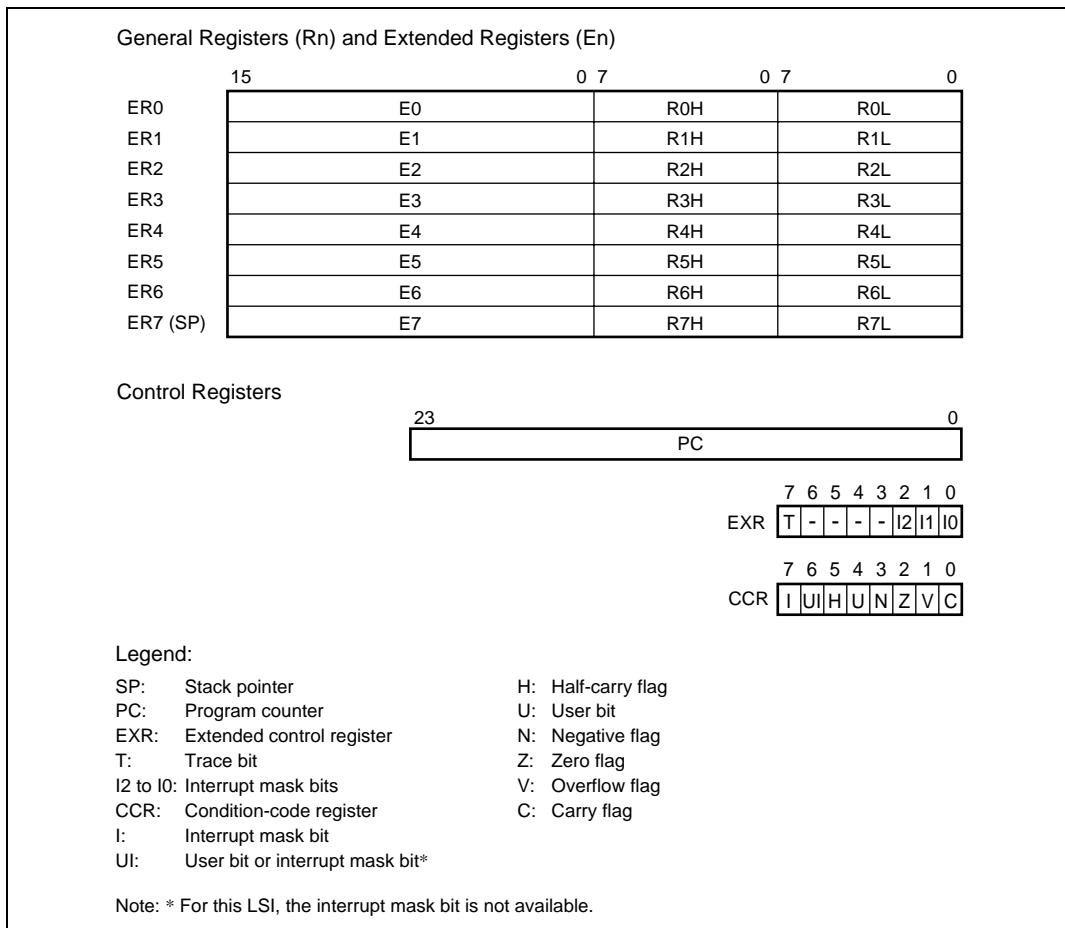 General Registers (Rn) and Extended Registers (En)
15 0 7 0 7 0
ER0 E0 R0H R0L
ER1 E1 R1H R1L
ER2 E2 R2H R2L
ER3 E3 R3H R3L
ER4 E4 R4H R4L
ER5 E5 R5H R5L
ER6 E6 R6H R6L
ER7 (SP) E7 R7H R7L
Control Registers
23 0
PC
7 6 5 4 3 2 1 0
EXR T - - - - I2 I1 I0
7 6 5 4 3 2 1 0
CCR I UI H U N Z V C
Legend:
SP: Stack pointer
PC: Program counter
EXR: Extended control register
T: Trace bit
I2 to I0: Interrupt mask bits
CCR: Condition-code register
I: Interrupt mask bit
UI: User bit or interrupt mask bit*
H: Half-carry flag
U: User bit
N: Negative flag
Z: Zero flag
V: Overflow flag
C: Carry flag
Note: * For this LSI, the interrupt mask bit is not available.